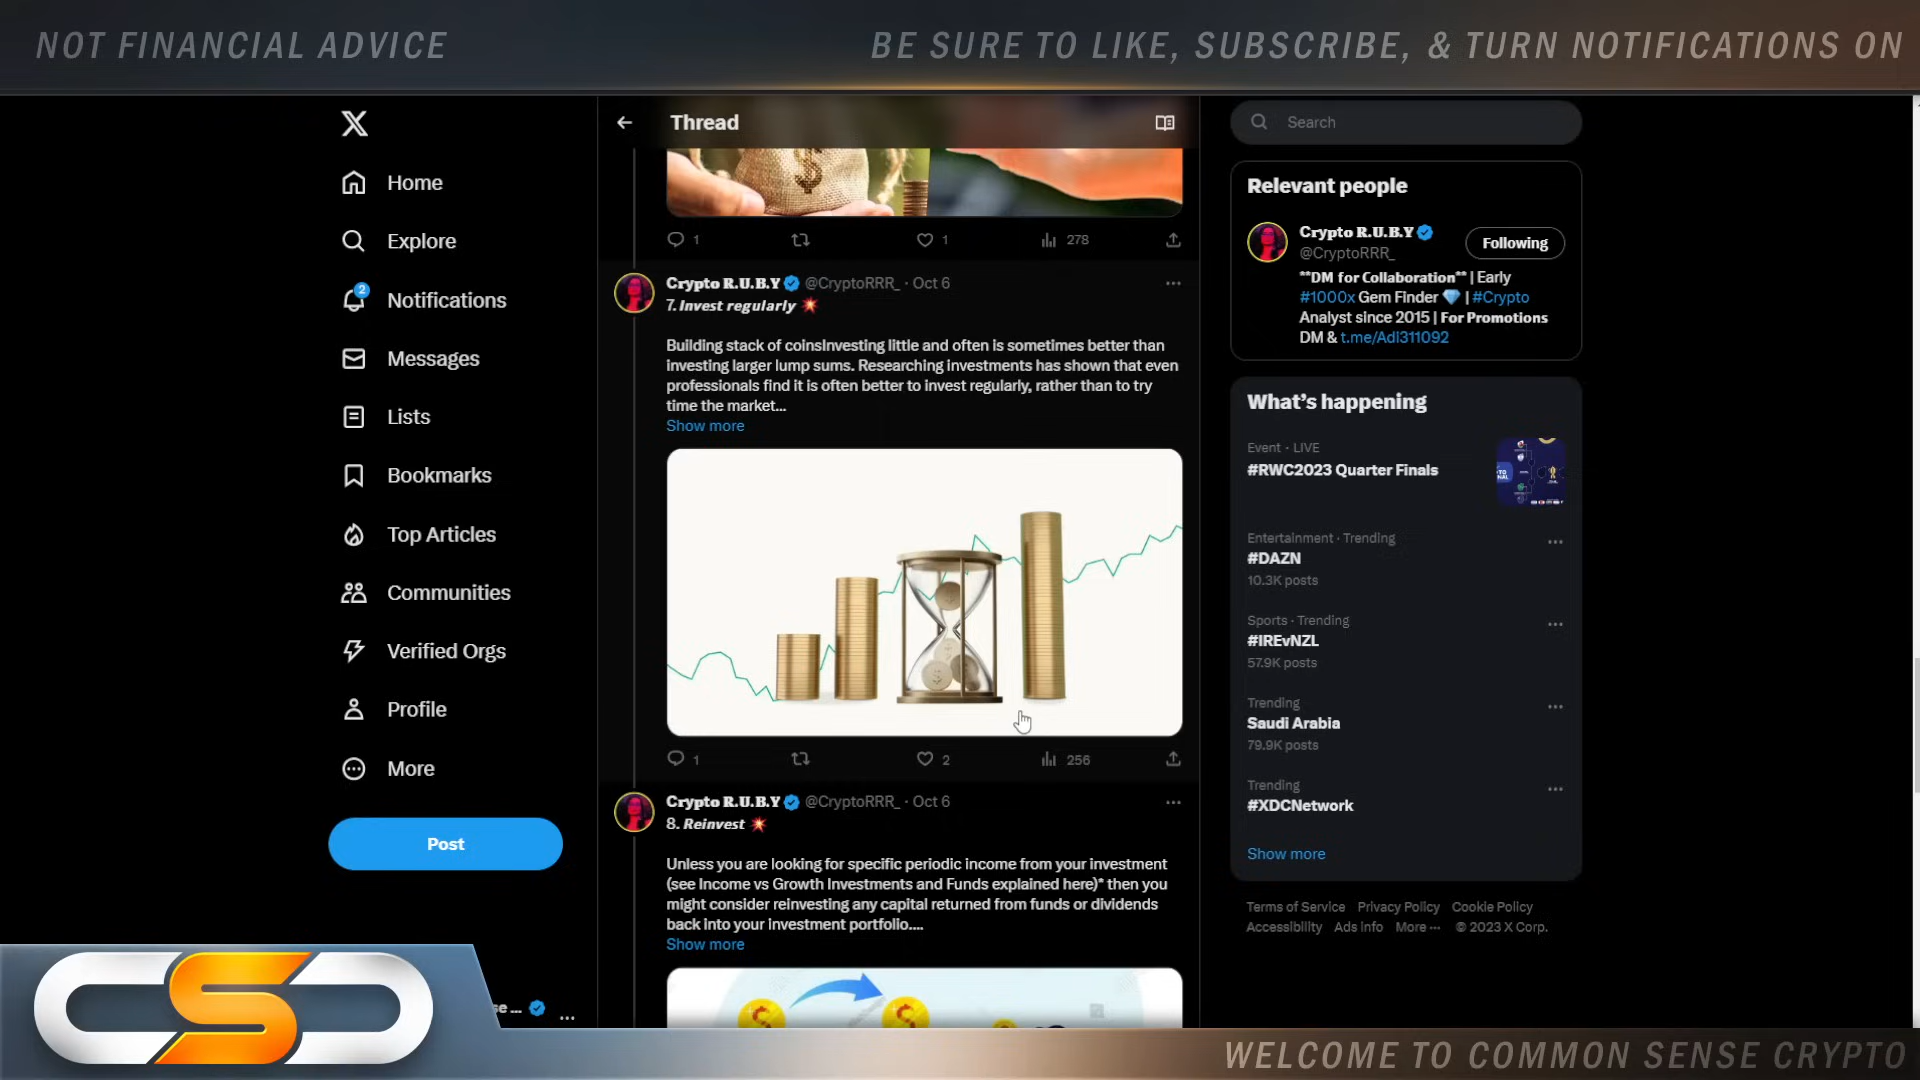 NOT FINANCIAL ADVICE
BE SURE TO LIKE, SUBSCRIBE, & TURN NOTIFICATIONS ON
Home
Explore
2
Notifications
Messages
Lists
Bookmarks
Top Articles
Communities
Verified Orgs
Profile
More
Post
se ...
Thread
1
1
278
Crypto R.U.B.Y @CryptoRRR_ · Oct 6
7. Invest regularly 💥
Building stack of coinsInvesting little and often is sometimes better than
investing larger lump sums. Researching investments has shown that even
professionals find it is often better to invest regularly, rather than to try
time the market...
Show more
1
2
256
Crypto R.U.B.Y @CryptoRRR_ · Oct 6
8. Reinvest 💥
Unless you are looking for specific periodic income from your investment
(see Income vs Growth Investments and Funds explained here)* then you
might consider reinvesting any capital returned from funds or dividends
back into your investment portfolio....
Show more
Search
Relevant people
Crypto R.U.B.Y
Following
@CryptoRRR_
**DM for Collaboration** | Early
#1000x Gem Finder 💎 | #Crypto
Analyst since 2015 | For Promotions
DM & t.me/Adi311092
What's happening
Event · LIVE
#RWC2023 Quarter Finals
Entertainment · Trending
#DAZN
10.3K posts
Sports · Trending
#IREvNZL
57.9K posts
Trending
Saudi Arabia
79.9K posts
Trending
#XDCNetwork
Show more
Terms of Service Privacy Policy Cookie Policy
Accessibility Ads info More ··· © 2023 X Corp.
CSC
WELCOME TO COMMON SENSE CRYPTO